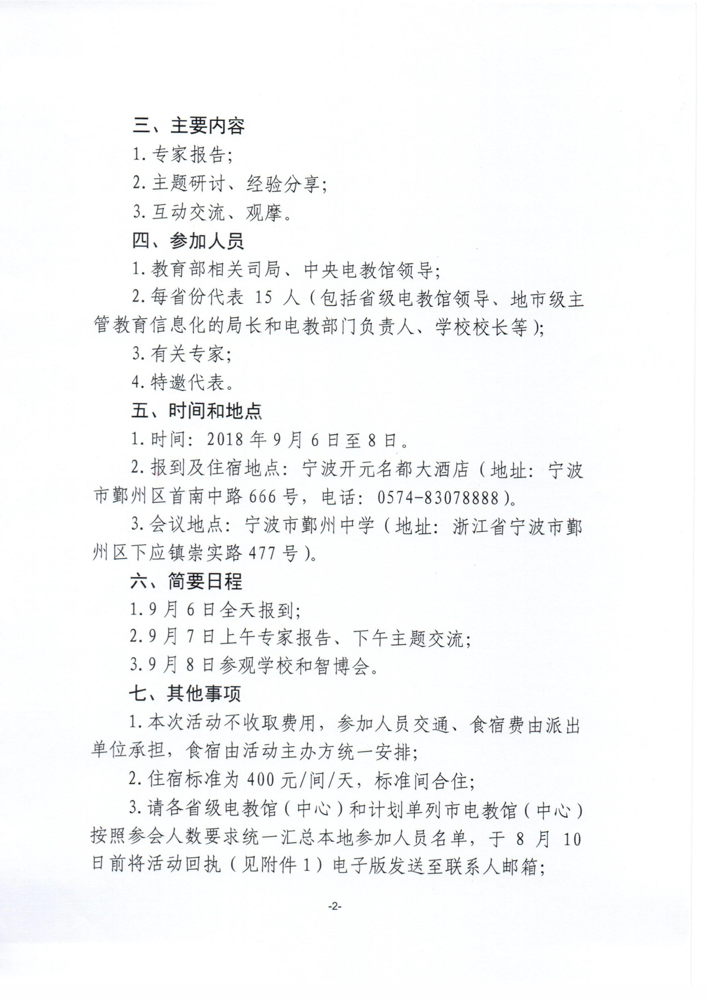 三、主要内容
1.专家报告；
2.主题研讨、经验分享；
3.互动交流、观摩。
四、参加人员
1.教育部相关司局、中央电教馆领导；
2.每省份代表 15 人（包括省级电教馆领导、地市级主
管教育信息化的局长和电教部门负责人、学校校长等）；
3.有关专家；
4.特邀代表。
五、时间和地点
1.时间：2018 年 9 月 6 日至 8 日。
2.报到及住宿地点：宁波开元名都大酒店（地址：宁波
市鄞州区首南中路 666 号，电话：0574-83078888）。
3.会议地点：宁波市鄞州中学（地址：浙江省宁波市鄞
州区下应镇崇实路 477 号）。
六、简要日程
1.9 月 6 日全天报到；
2.9 月 7 日上午专家报告、下午主题交流；
3.9 月 8 日参观学校和智博会。
七、其他事项
1.本次活动不收取费用，参加人员交通、食宿费由派出
单位承担，食宿由活动主办方统一安排；
2.住宿标准为 400 元/间/天，标准间合住；
3.请各省级电教馆（中心）和计划单列市电教馆（中心）
按照参会人数要求统一汇总本地参加人员名单，于 8 月 10
日前将活动回执（见附件 1）电子版发送至联系人邮箱；
-2-